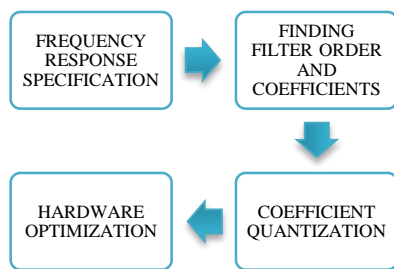 FREQUENCY
RESPONSE
SPECIFICATION
FINDING
FILTER ORDER
AND
COEFFICIENTS
COEFFICIENT
QUANTIZATION
HARDWARE
OPTIMIZATION